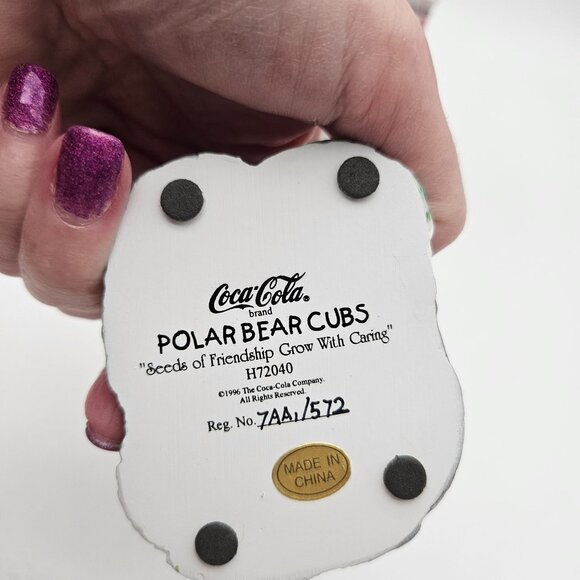 Coca-Cola®
brand
POLAR BEAR CUBS
"Seeds of Friendship Grow With Caring"
H72040
©1996 The Coca-Cola Company.
All Rights Reserved.
Reg. No. 7AA1/572
MADE IN
CHINA